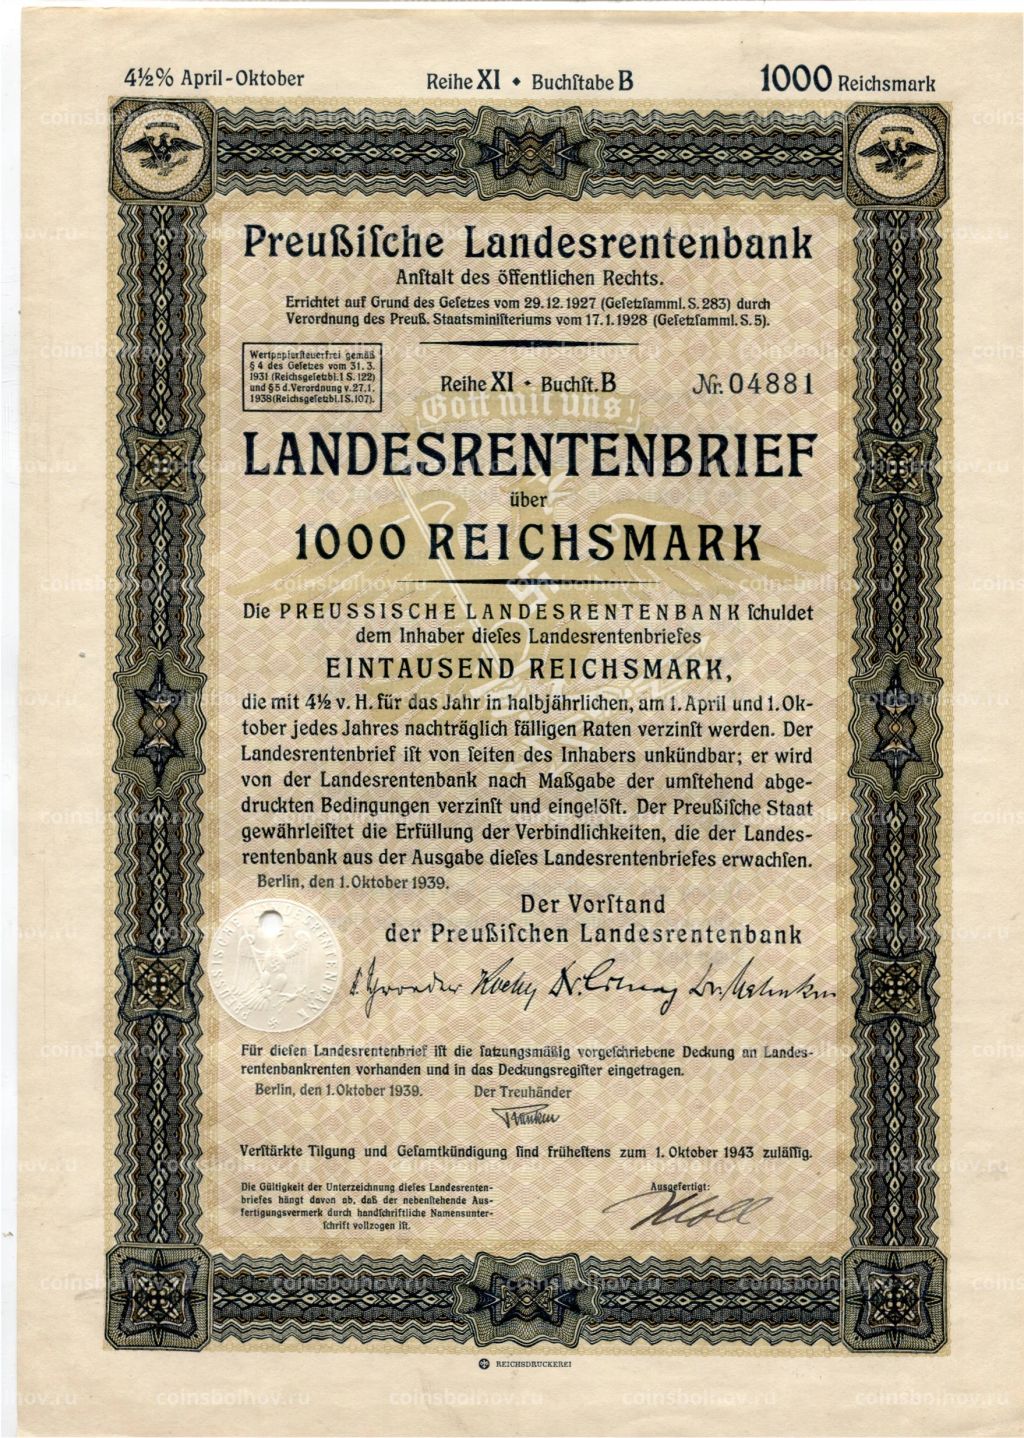 4½% April-Oktober Reihe XI • Buchſtabe B 1000 Reichsmark
Preußiſche Landesrentenbank
Anſtalt des öffentlichen Rechts.
Errichtet auf Grund des Geſetzes vom 29.12.1927 (Geſetzſamml. S. 283) durch
Verordnung des Preuß. Staatsminiſteriums vom 17.1.1928 (Geſetzſamml. S. 5).
Wertpapierſteuerfrei gemäß
§ 4 des Geſetzes vom 31. 3.
1931 (Reichsgeſetzbl. I S. 122)
und § 5 d. Verordnung v. 27. 1.
1938 (Reichsgeſetzbl. I S. 107).
Reihe XI • Buchſt. B Nr. 04881
Gott mit uns!
LANDESRENTENBRIEF
über
1000 REICHSMARK
Die PREUSSISCHE LANDESRENTENBANK ſchuldet
dem Inhaber dieſes Landesrentenbriefes
EINTAUSEND REICHSMARK,
die mit 4½ v. H. für das Jahr in halbjährlichen, am 1. April und 1. Ok-
tober jedes Jahres nachträglich fälligen Raten verzinſt werden. Der
Landesrentenbrief iſt von ſeiten des Inhabers unkündbar; er wird
von der Landesrentenbank nach Maßgabe der umſtehend abge-
druckten Bedingungen verzinſt und eingelöſt. Der Preußiſche Staat
gewährleiſtet die Erfüllung der Verbindlichkeiten, die der Landes-
rentenbank aus der Ausgabe dieſes Landesrentenbriefes erwachſen.
Berlin, den 1. Oktober 1939.
Der Vorſtand
der Preußiſchen Landesrentenbank
PREUSSISCHE LANDESRENTENBANK
Für dieſen Landesrentenbrief iſt die ſatzungsmäßig vorgeſchriebene Deckung an Landes-
rentenbankrenten vorhanden und in das Deckungsregiſter eingetragen.
Berlin, den 1. Oktober 1939. Der Treuhänder
Verſtärkte Tilgung und Geſamtkündigung ſind früheſtens zum 1. Oktober 1943 zuläſſig.
Die Gültigkeit der Unterzeichnung dieſes Landesrenten-
briefes hängt davon ab, daß der nebenſtehende Aus-
fertigungsvermerk durch handſchriftliche Namensunter-
ſchrift vollzogen iſt.
Ausgefertigt:
REICHSDRUCKEREI
coinsbolhov.ru